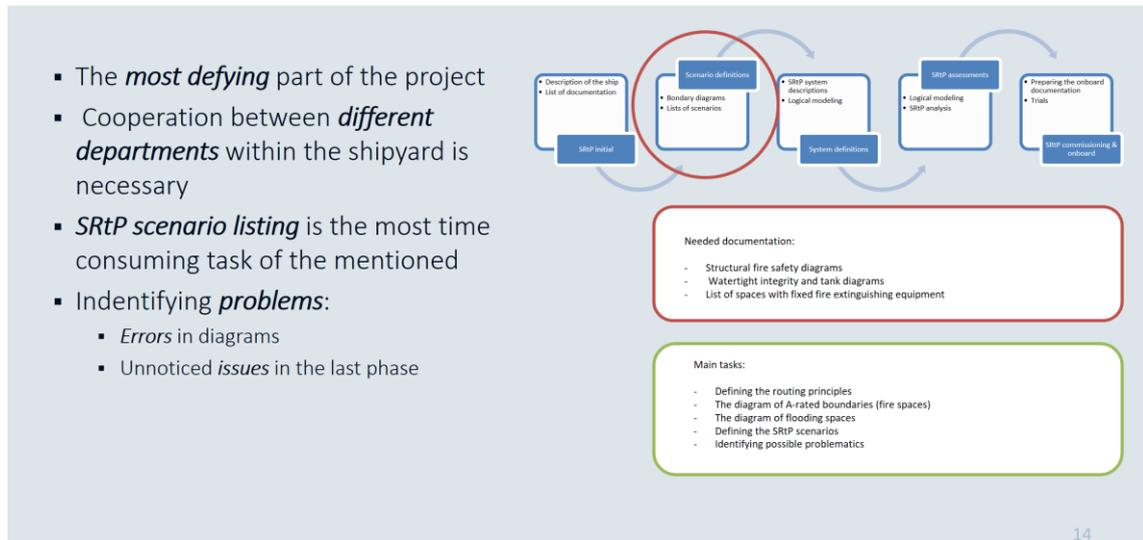 ▪ The most defying part of the project
▪ Cooperation between different
departments within the shipyard is
necessary
▪ SRtP scenario listing is the most time
consuming task of the mentioned
▪ Indentifying problems:
▪ Errors in diagrams
▪ Unnoticed issues in the last phase
• Description of the ship
• List of documentation
SRtP initial
Scenario definitions
• Bondary diagrams
• Lists of scenarios
• SRtP system
descriptions
• Logical modeling
System definitions
SRtP assessments
• Logical modeling
• SRtP analysis
• Preparing the onboard
documentation
• Trials
SRtP commissioning &
onboard
Needed documentation:
- Structural fire safety diagrams
- Watertight integrity and tank diagrams
- List of spaces with fixed fire extinguishing equipment
Main tasks:
- Defining the routing principles
- The diagram of A-rated boundaries (fire spaces)
- The diagram of flooding spaces
- Defining the SRtP scenarios
- Identifying possible problematics
14